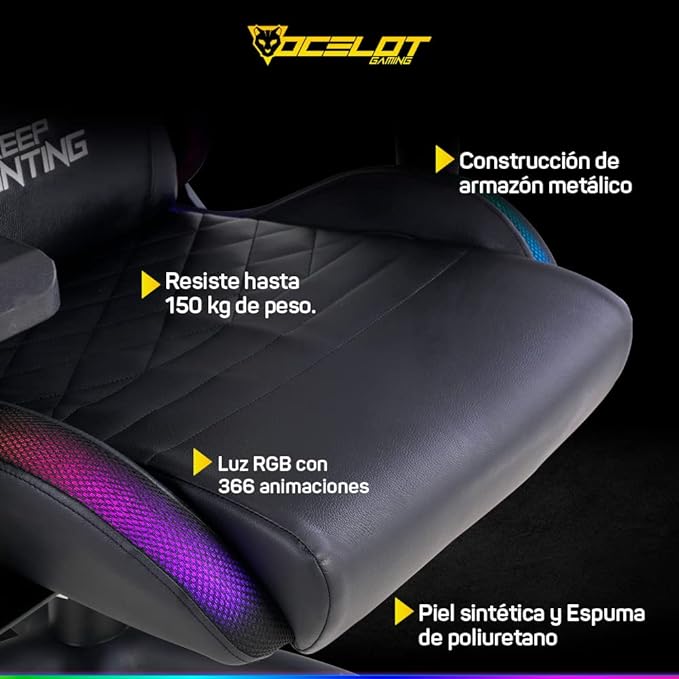 OCELOT
GAMING
KEEP
Construcción de
armazón metálico
Resiste hasta
150 kg de peso.
Luz RGB con
366 animaciones
Piel sintética y Espuma
de poliuretano